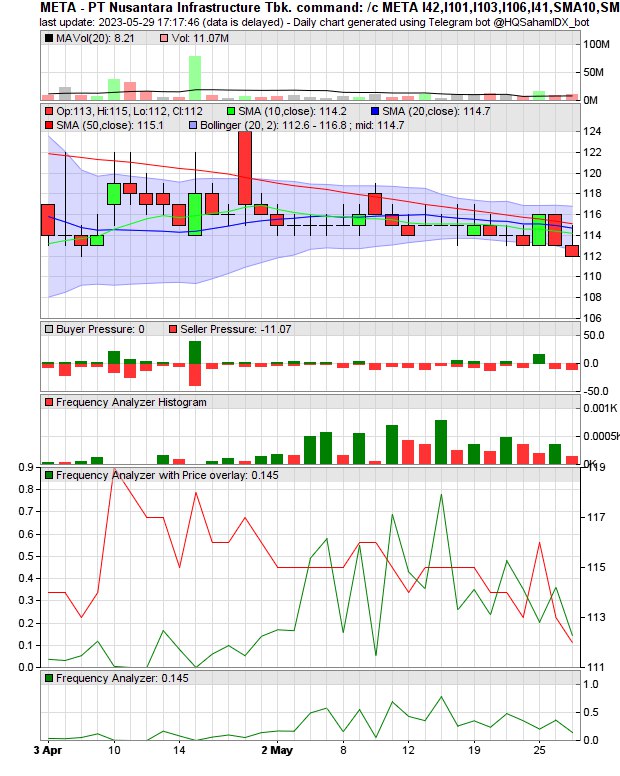 META - PT Nusantara Infrastructure Tbk. command: /c META I42,I101,I103,I106,I41,SMA10,SM
last update: 2023-05-29 17:17:46 (data is delayed) - Daily chart generated using Telegram bot @HQSahamIDX_bot
MAVol(20): 8.21 Vol: 11.07M
100M
50M
0M
Op:113, Hi:115, Lo:112, Cl:112 SMA (10,close): 114.2 SMA (20,close): 114.7
SMA (50,close): 115.1 Bollinger (20, 2): 112.6 - 116.8 ; mid: 114.7
124
122
120
118
116
114
112
110
108
106
Buyer Pressure: 0 Seller Pressure: -11.07
50.0
0.0
-50.0
Frequency Analyzer Histogram
0.001K
0.0005K
0K
Frequency Analyzer with Price overlay: 0.145
0.9
0.8
0.7
0.6
0.5
0.4
0.3
0.2
0.1
0.0
119
117
115
113
111
Frequency Analyzer: 0.145
1.0
0.5
0.0
3 Apr 10 14 2 May 8 12 19 25